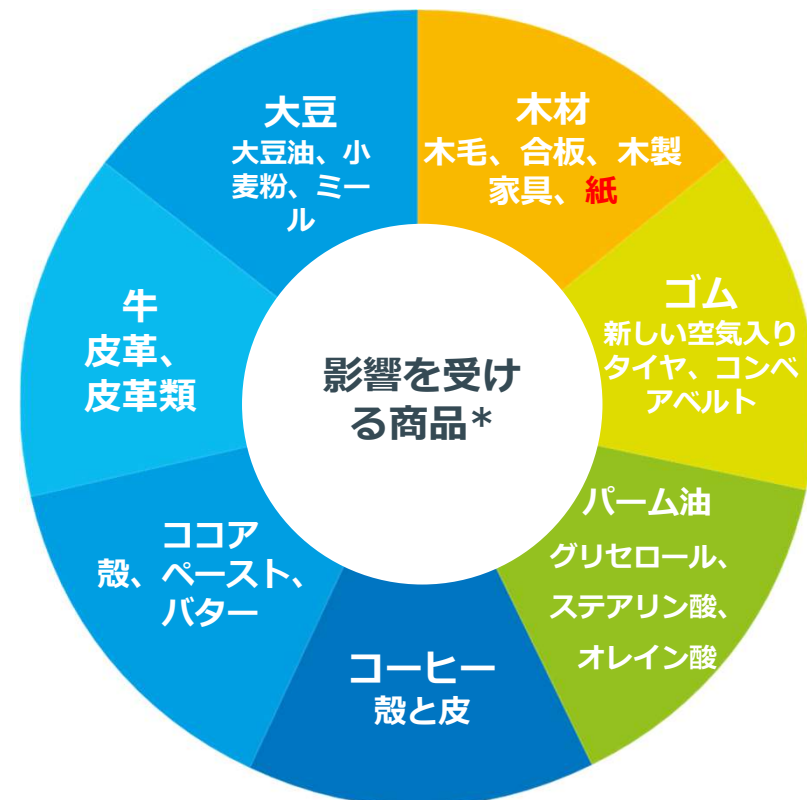 木材
木毛、合板、木製
家具、紙
ゴム
新しい空気入り
タイヤ、コンベ
アベルト
パーム油
グリセロール、
ステアリン酸、
オレイン酸
コーヒー
殻と皮
ココア
殻、ペースト、
バター
牛
皮革、
皮革類
大豆
大豆油、小
麦粉、ミー
ル
影響を受け
る商品*